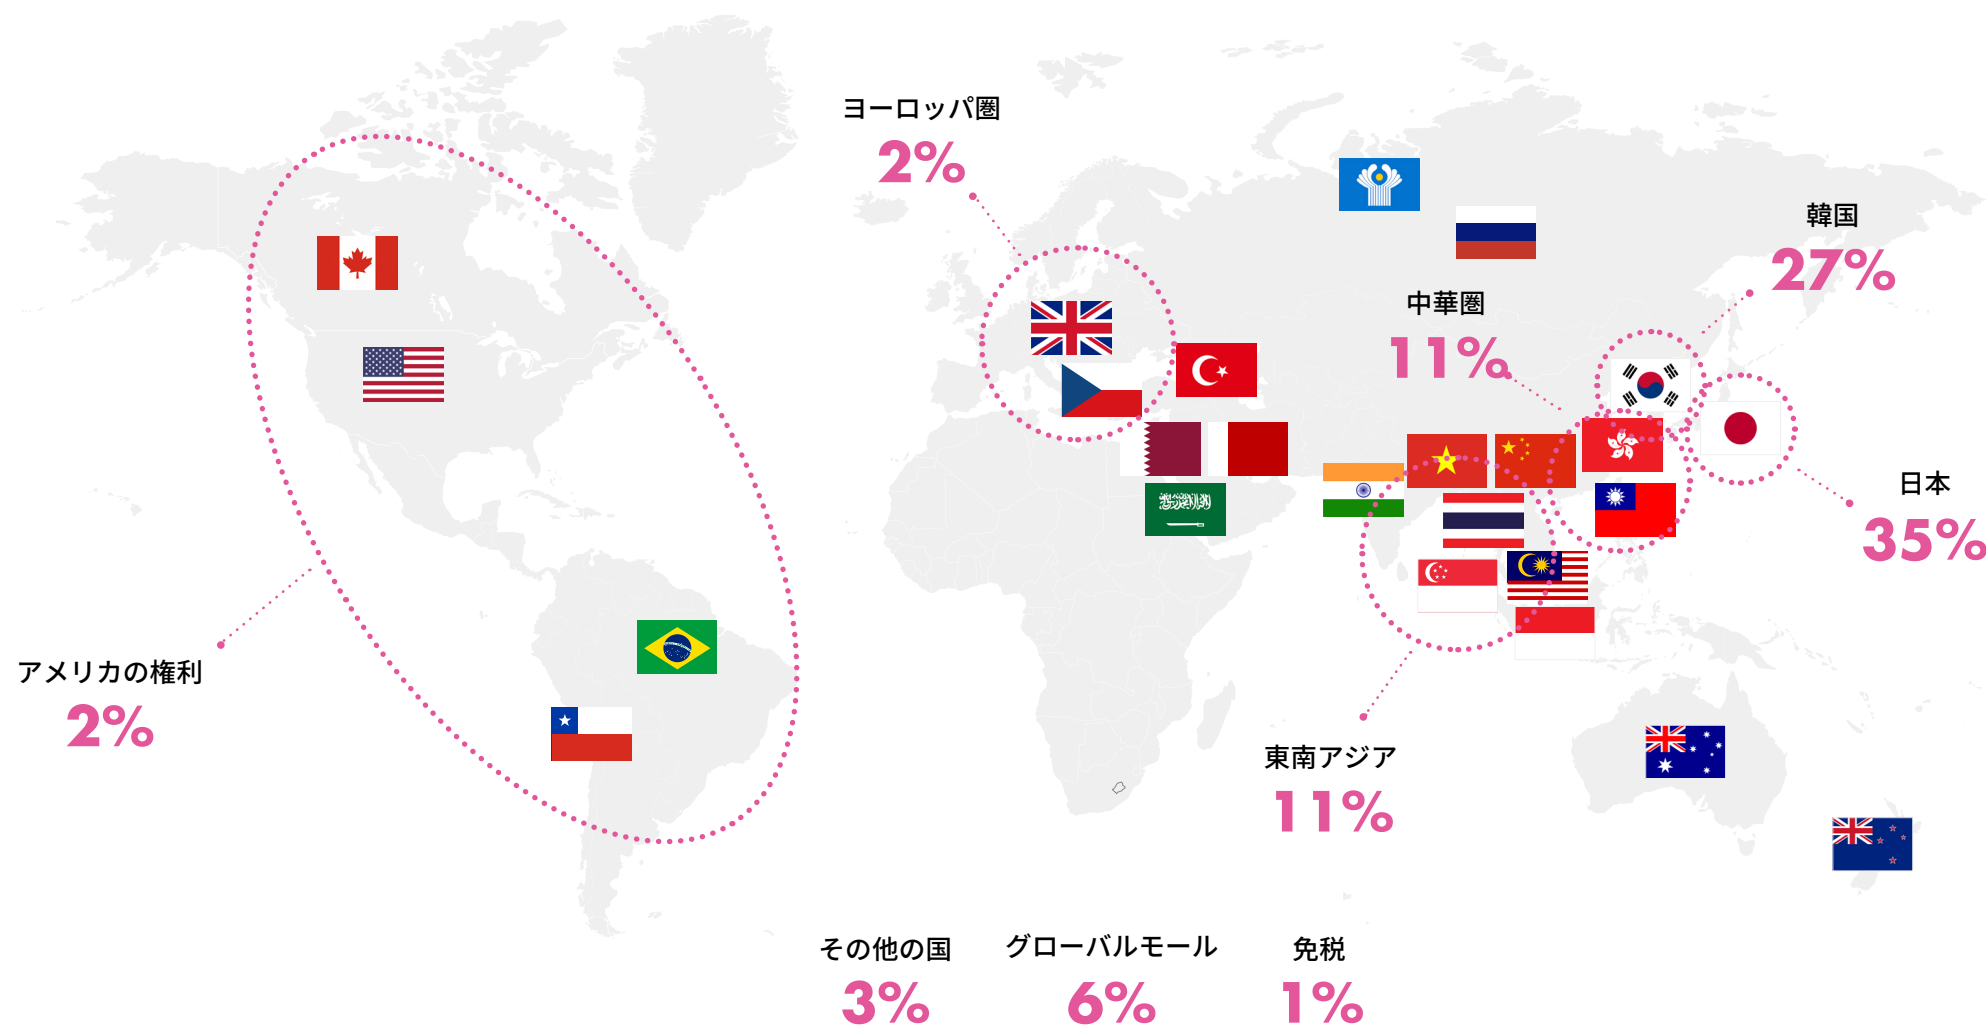 ヨーロッパ圏
2%
韓国
27%
中華圏
11%
日本
35%
アメリカの権利
2%
東南アジア
11%
その他の国
3%
グローバルモール
6%
免税
1%